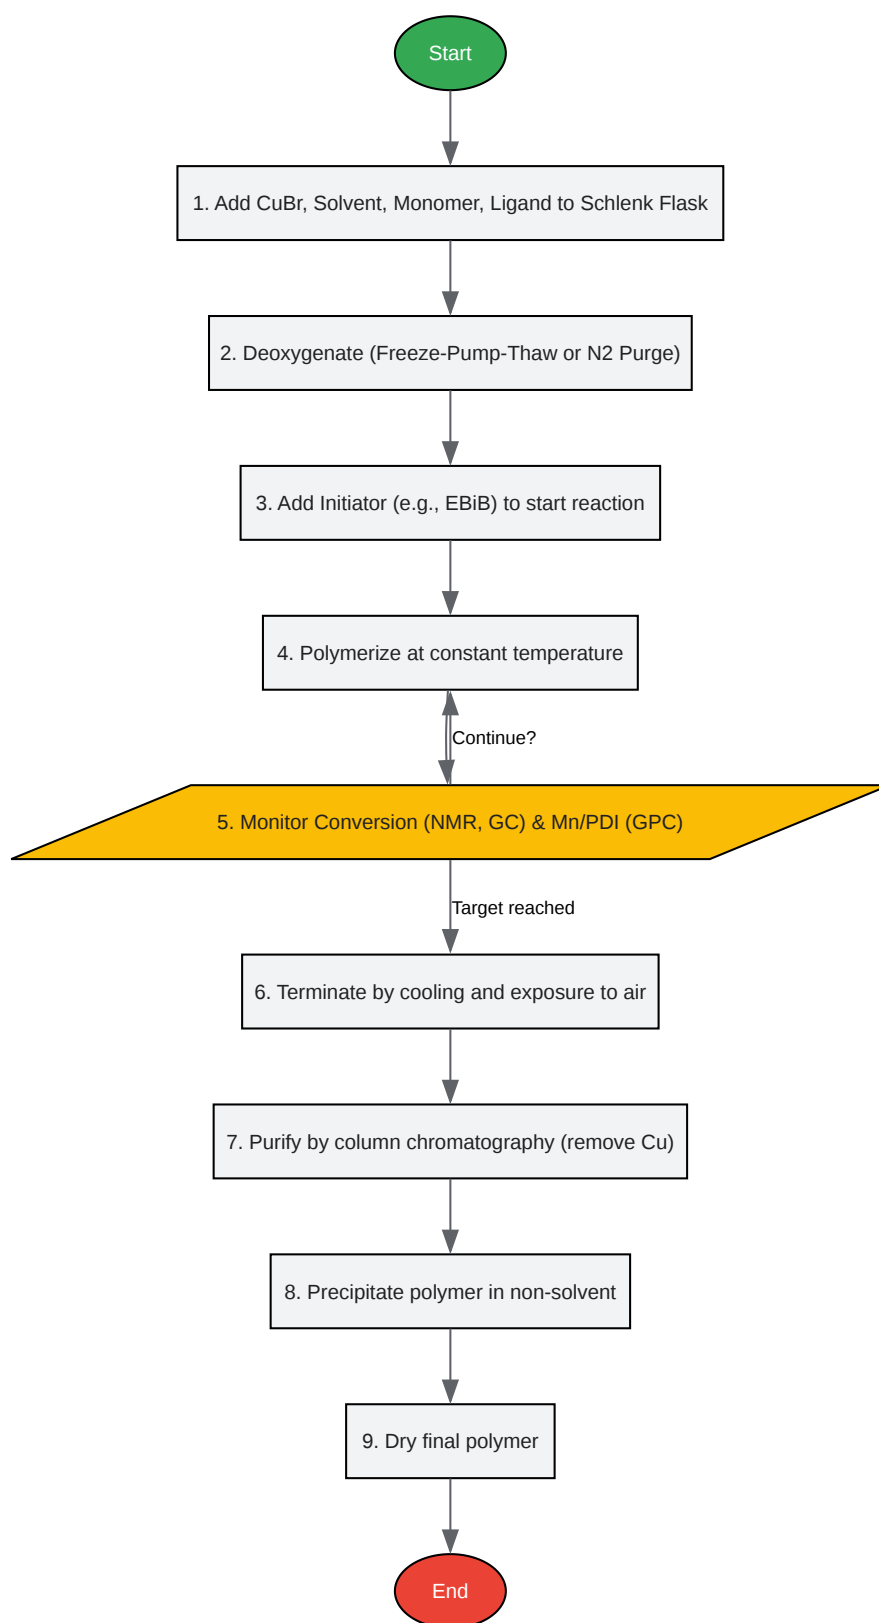 Start
1. Add CuBr, Solvent, Monomer, Ligand to Schlenk Flask
2. Deoxygenate (Freeze-Pump-Thaw or N2 Purge)
3. Add Initiator (e.g., EBiB) to start reaction
4. Polymerize at constant temperature
Continue?
5. Monitor Conversion (NMR, GC) & Mn/PDI (GPC)
Target reached
6. Terminate by cooling and exposure to air
7. Purify by column chromatography (remove Cu)
8. Precipitate polymer in non-solvent
9. Dry final polymer
End